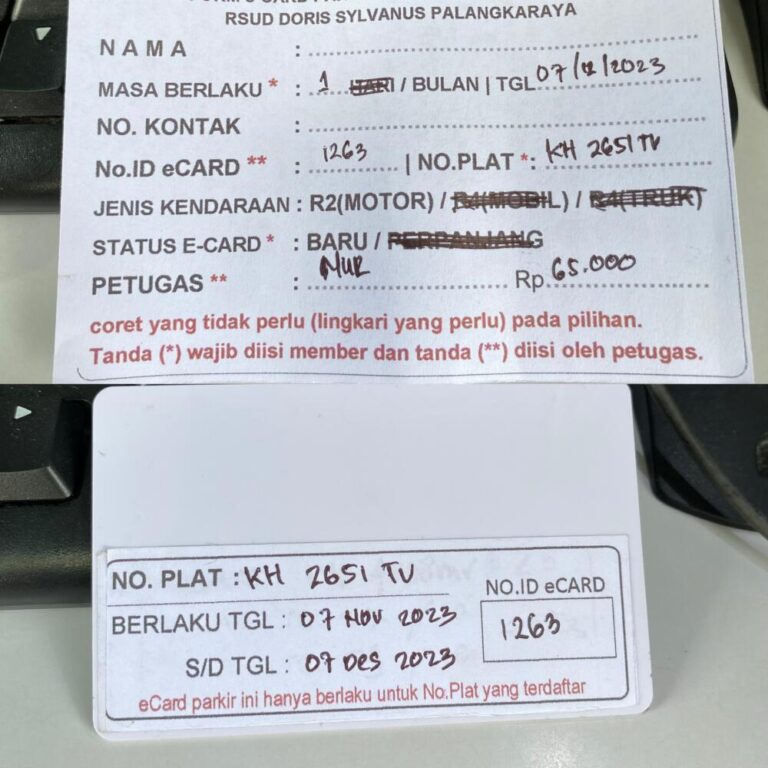 RSUD DORIS SYLVANUS PALANGKARAYA
NAMA :
MASA BERLAKU * : 1 HARI / BULAN | TGL 07/12/2023
NO. KONTAK :
No.ID eCARD ** : 1263 | NO.PLAT *: KH 2651 TV
JENIS KENDARAAN : R2(MOTOR) / R4(MOBIL) / R4(TRUK)
STATUS E-CARD * : BARU / PERPANJANG
PETUGAS ** : NUR Rp. 65.000
coret yang tidak perlu (lingkari yang perlu) pada pilihan.
Tanda (*) wajib diisi member dan tanda (**) diisi oleh petugas.
NO. PLAT : KH 2651 TV
NO.ID eCARD
BERLAKU TGL : 07 NOV 2023
1263
S/D TGL : 07 DES 2023
eCard parkir ini hanya berlaku untuk No.Plat yang terdaftar